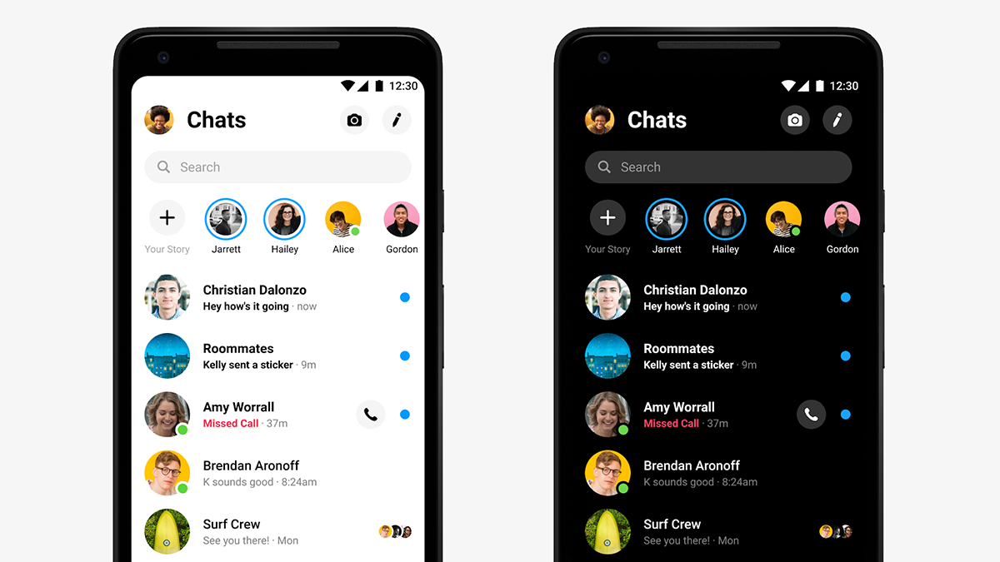 12:30
Chats
Search
Your Story
Jarrett
Hailey
Alice
Gordon
Christian Dalonzo
Hey how's it going · now
Roommates
Kelly sent a sticker · 9m
Amy Worrall
Missed Call · 37m
Brendan Aronoff
K sounds good · 8:24am
Surf Crew
See you there! · Mon
12:30
Chats
Search
Your Story
Jarrett
Hailey
Alice
Gordon
Christian Dalonzo
Hey how's it going · now
Roommates
Kelly sent a sticker · 9m
Amy Worrall
Missed Call · 37m
Brendan Aronoff
K sounds good · 8:24am
Surf Crew
See you there! · Mon